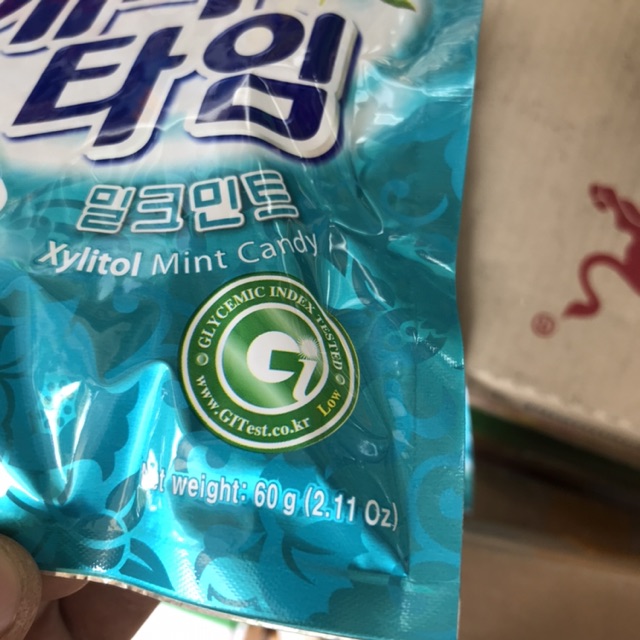 타임
밀크민트
Xylitol Mint Candy
GLYCEMIC INDEX TESTED
Gi
Low
www.GITest.co.kr
weight: 60 g (2.11 Oz)